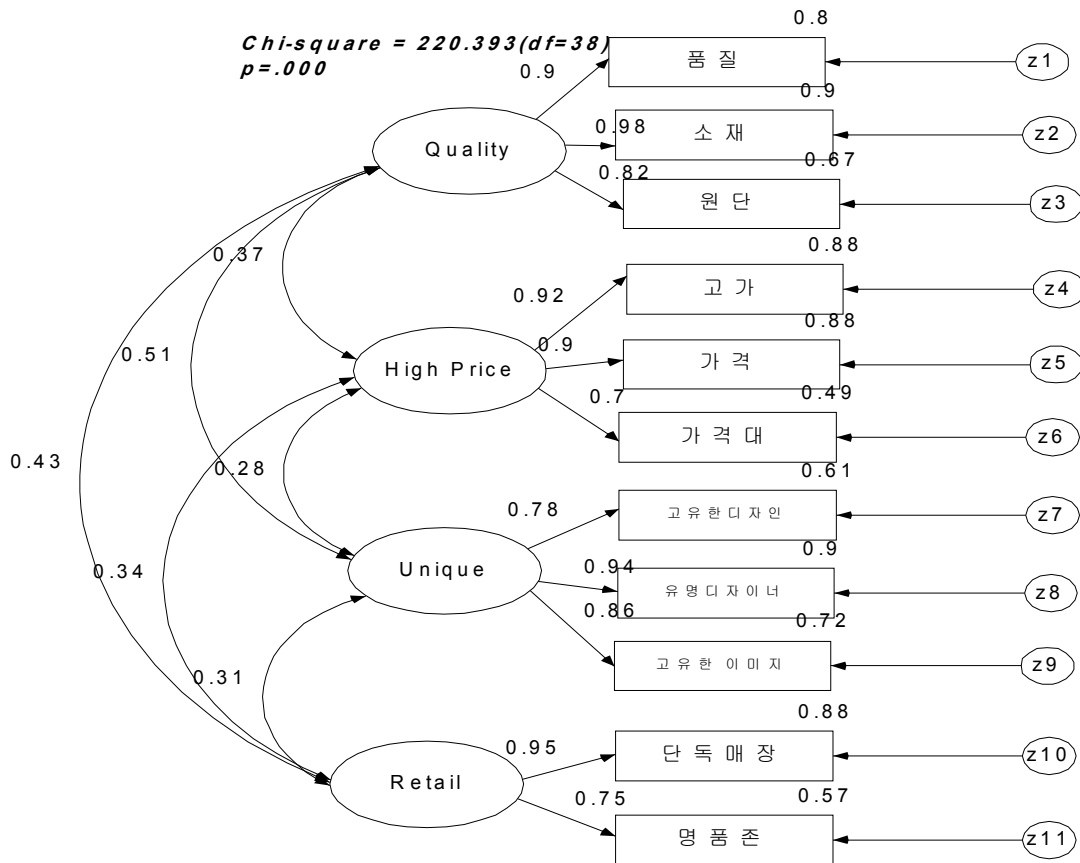 Chi-square = 220.393(df=38)
p=.000
0.8
0.9
품질
z1
0.9
Quality
0.98
소재
z2
0.67
0.82
원단
z3
0.37
0.88
0.92
고가
z4
0.88
0.51
High Price
0.9
가격
z5
0.49
0.7
가격대
z6
0.43
0.28
0.61
0.78
고유한디자인
z7
0.9
0.34
Unique
0.94
유명디자이너
z8
0.72
0.86
고유한 이미지
z9
0.31
0.88
0.95
단독매장
z10
Retail
0.57
0.75
명품존
z11